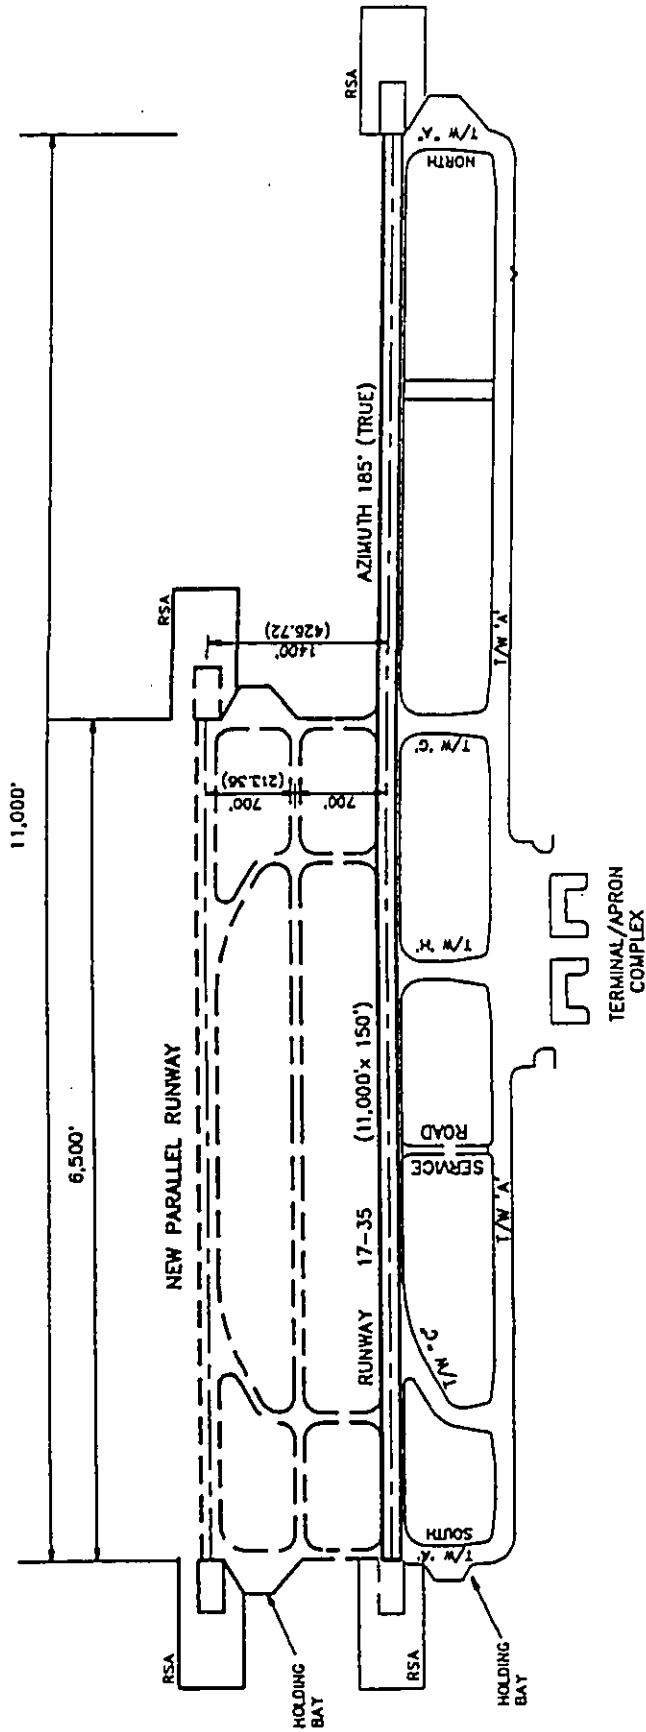 11,000'
6,500'
NEW PARALLEL RUNWAY
RSA
RSA
1400'
(426.72)
700'
(213.36)
700'
RSA
AZIMUTH 185° (TRUE)
RUNWAY 17-35 (11,000'x 150')
RSA
HOLDING
BAY
HOLDING
BAY
SOUTH
T/W 'A'
T/W "C"
SERVICE
ROAD
T/W 'A'
T/W 'H'
T/W 'G'
T/W 'A'
NORTH
T/W "A"
TERMINAL/APRON
COMPLEX